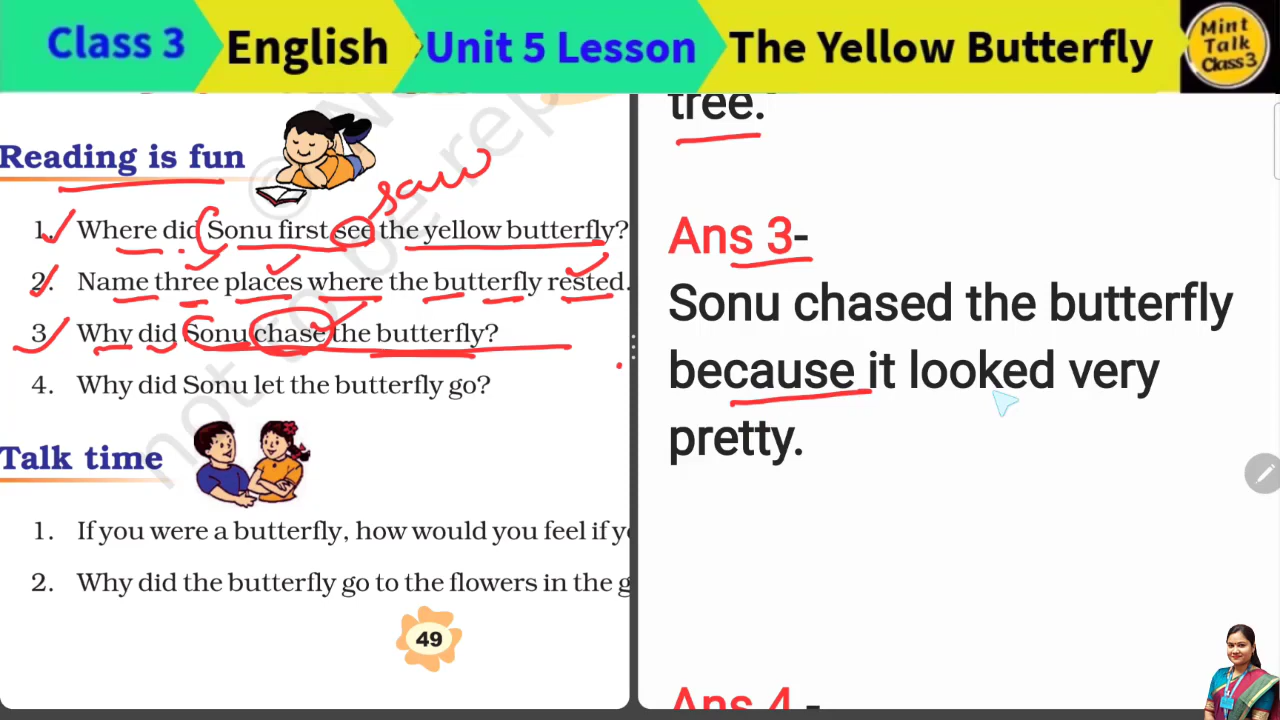 Class 3
English
Unit 5 Lesson
The Yellow Butterfly
Mint
Talk
Class 3
Reading is fun
saw
1. Where did Sonu first see the yellow butterfly?
2. Name three places where the butterfly rested.
3 Why did Sonu chase the butterfly?
4. Why did Sonu let the butterfly go?
Talk time
1. If you were a butterfly, how would you feel if
2. Why did the butterfly go to the flowers in the
49
tree.
Ans 3-
Sonu chased the butterfly
because it looked very
pretty.
Ans 4 -
not to be rep